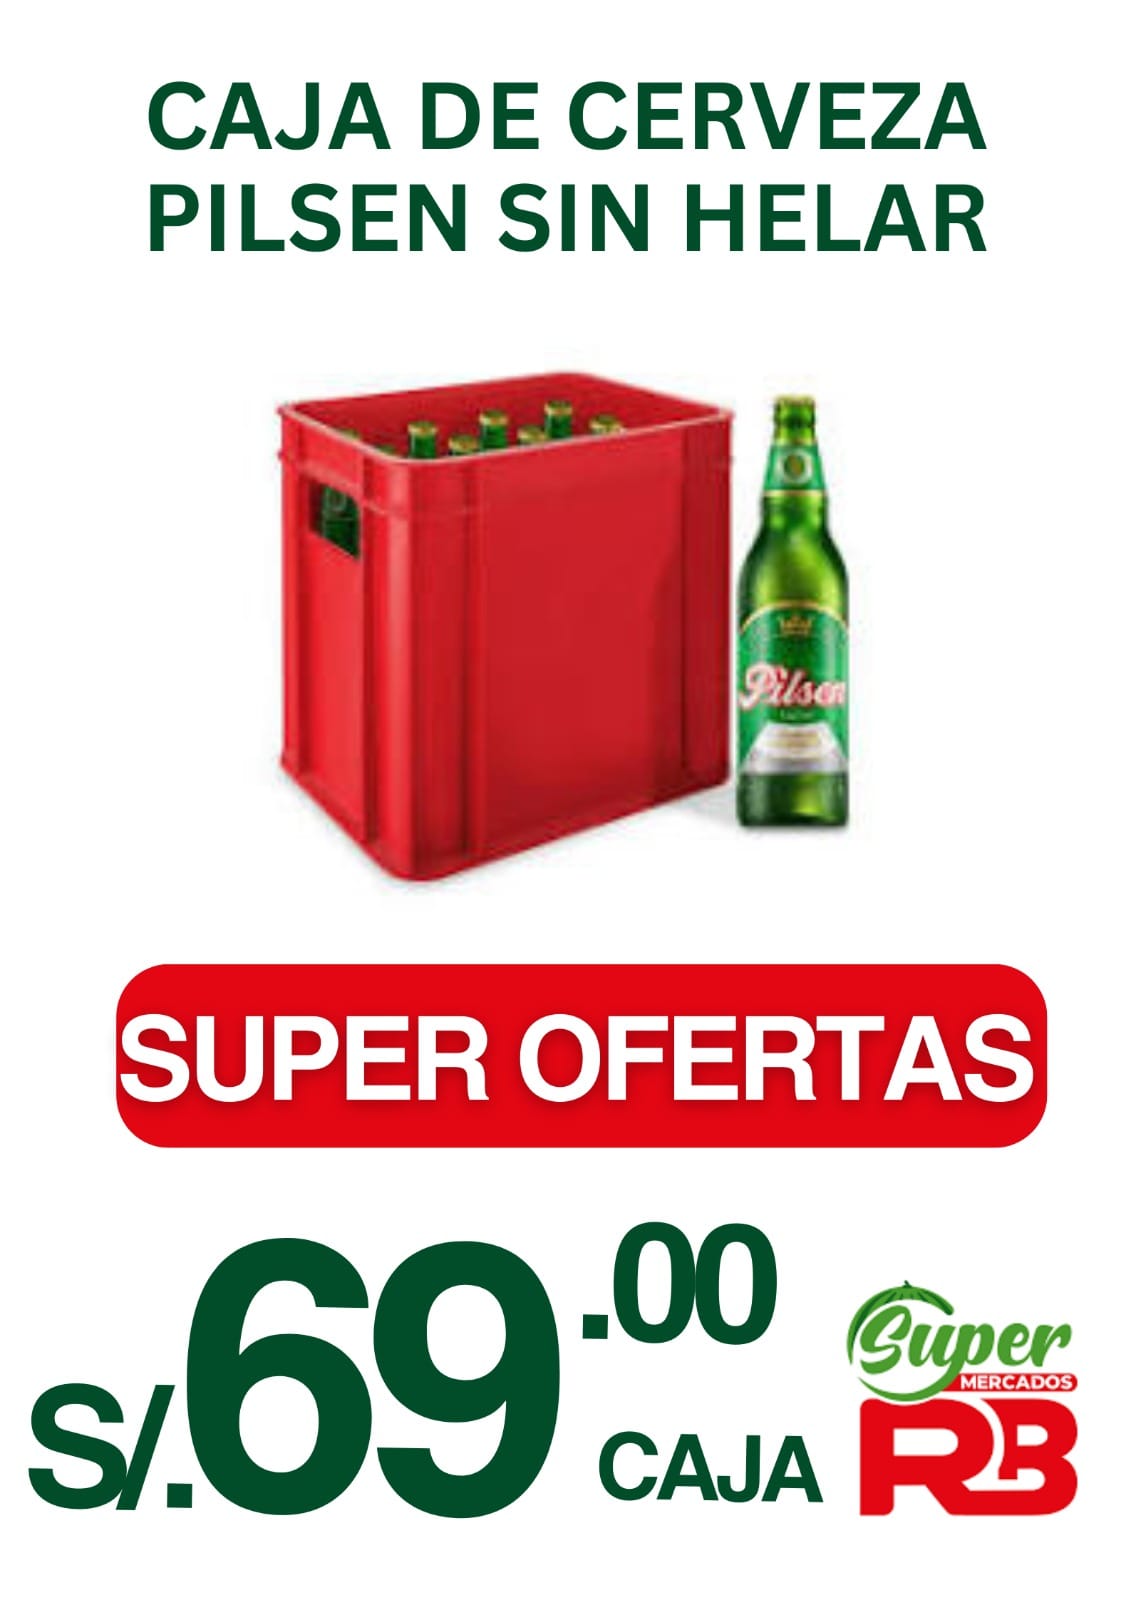 CAJA DE CERVEZA
PILSEN SIN HELAR
Pilsen
SUPER OFERTAS
S/.69.00
CAJA
Super
MERCADOS
RB